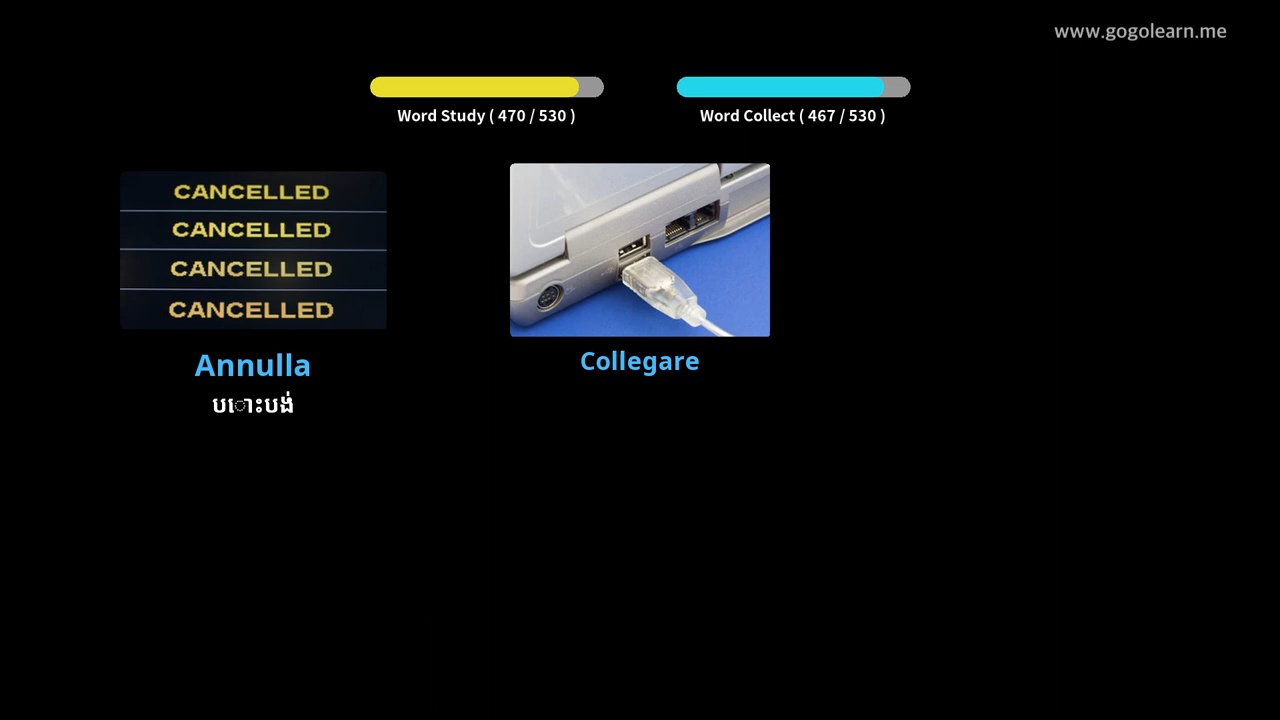 www.gogolearn.me
Word Study ( 470 / 530 )
Word Collect ( 467 / 530 )
CANCELLED
CANCELLED
CANCELLED
CANCELLED
Annulla
បោះបង់
Collegare